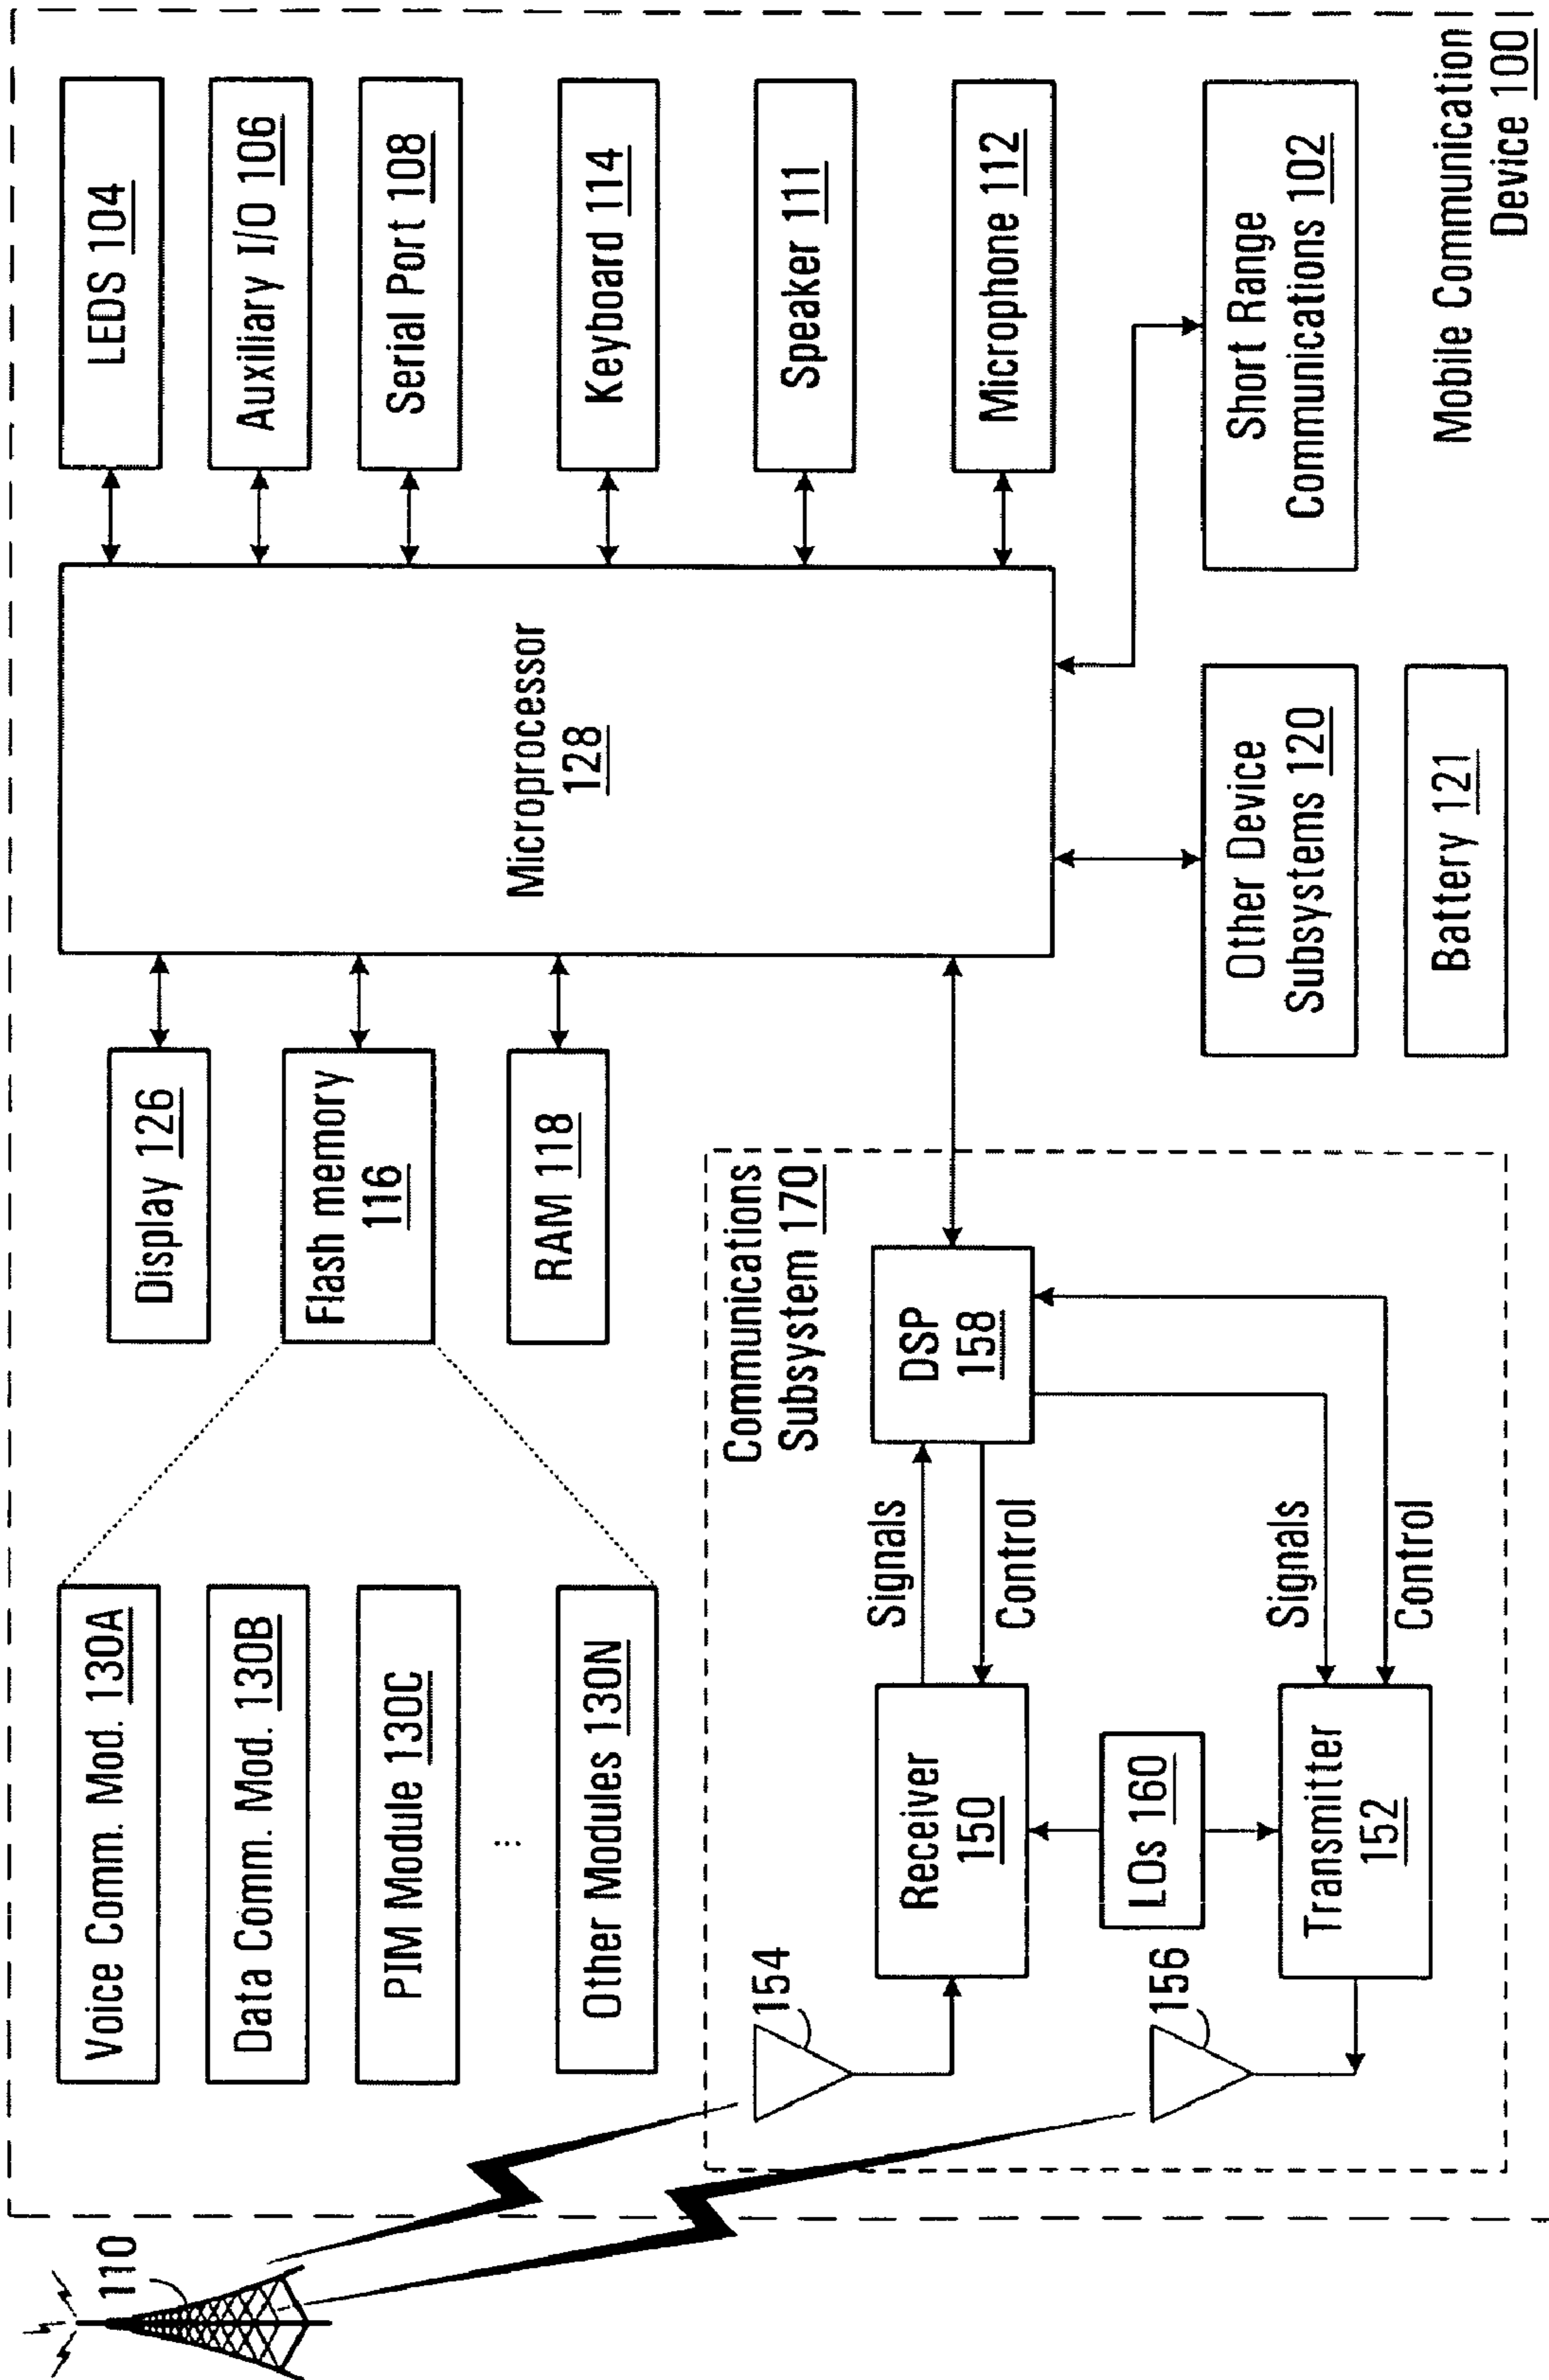 110
Voice Comm. Mod. 130A
Data Comm. Mod. 130B
PIM Module 130C
...
Other Modules 130N
Display 126
Flash memory
116
RAM 118
Microprocessor
128
LEDS 104
Auxiliary I/O 106
Serial Port 108
Keyboard 114
Speaker 111
Microphone 112
Communications
Subsystem 170
154
Receiver
150
Signals
Control
DSP
158
LOs 160
156
Transmitter
152
Signals
Control
Other Device
Subsystems 120
Battery 121
Short Range
Communications 102
Mobile Communication
Device 100